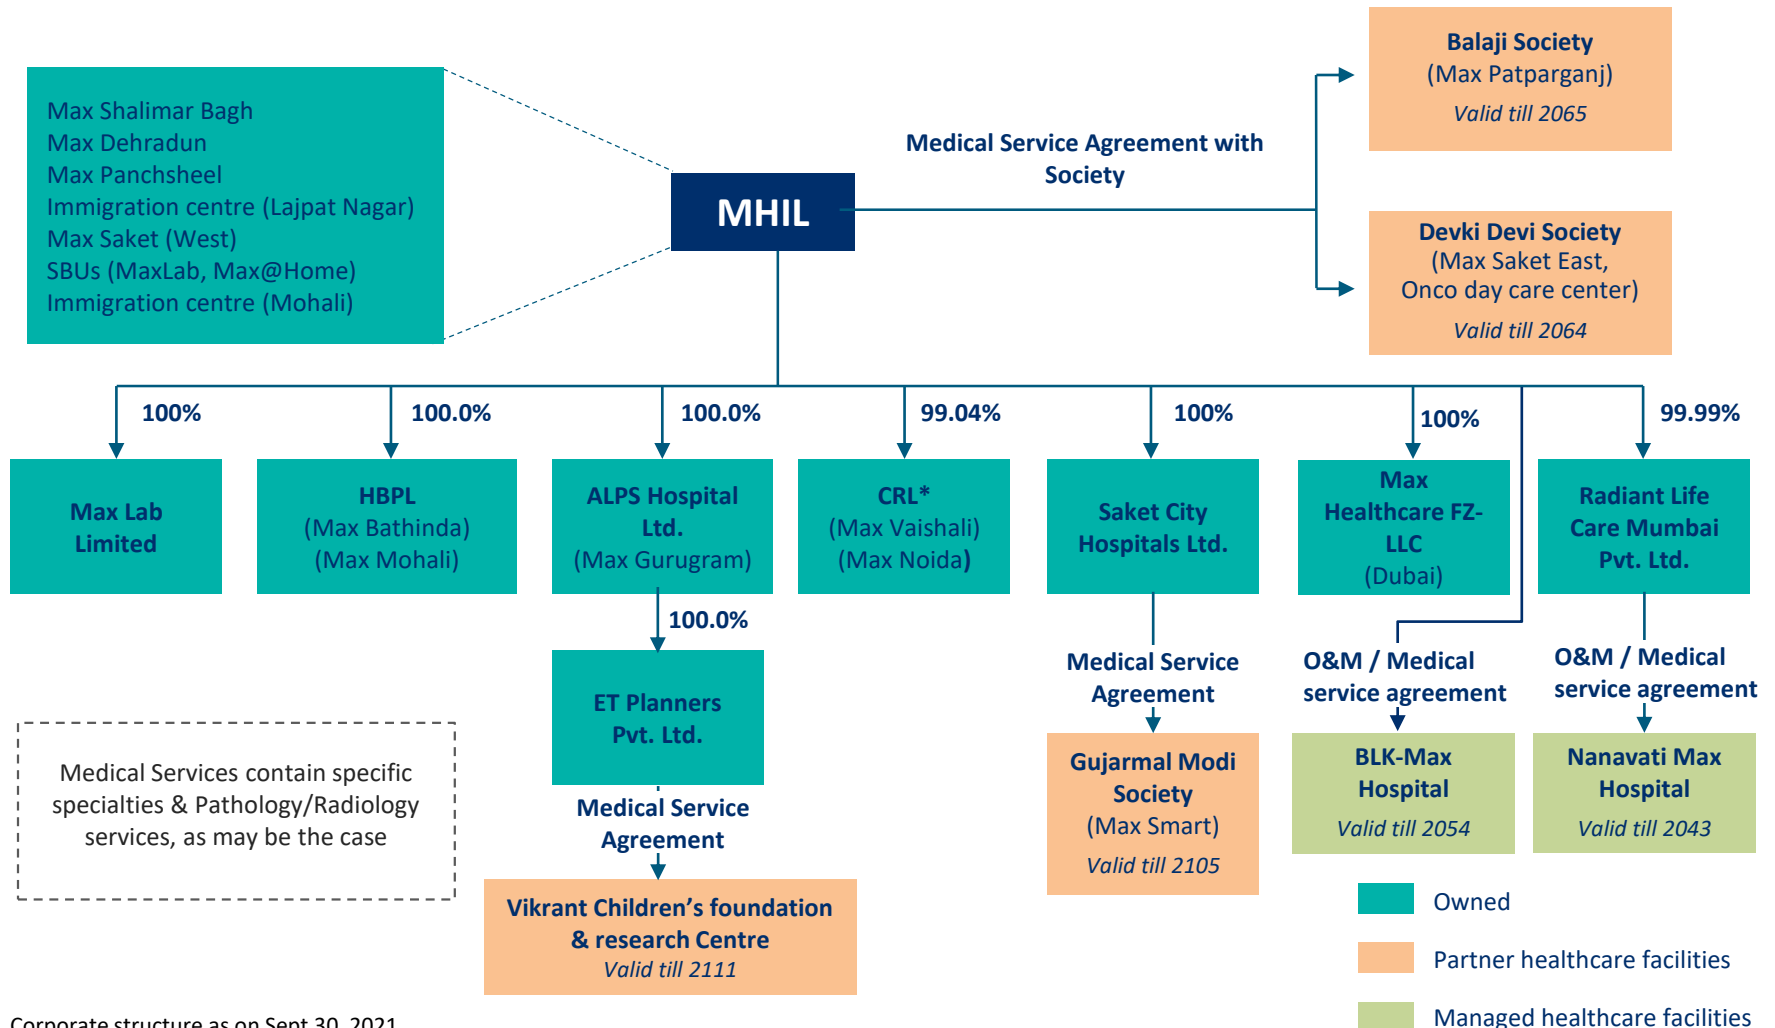 Balaji Society
(Max Patparganj)
Valid till 2065
Max Shalimar Bagh
Max Dehradun
Max Panchsheel
Immigration centre (Lajpat Nagar)
Max Saket (West)
SBUs (MaxLab, Max@Home)
Immigration centre (Mohali)
Medical Service Agreement with
Society
MHIL
Devki Devi Society
(Max Saket East,
Onco day care center)
Valid till 2064
100%
100.0%
100.0%
99.04%
100%
100%
99.99%
Max Lab
Limited
HBPL
(Max Bathinda)
(Max Mohali)
ALPS Hospital
Ltd.
(Max Gurugram)
CRL*
(Max Vaishali)
(Max Noida)
Saket City
Hospitals Ltd.
Max
Healthcare FZ-
LLC
(Dubai)
Radiant Life
Care Mumbai
Pvt. Ltd.
100.0%
ET Planners
Pvt. Ltd.
Medical Service
Agreement
O&M / Medical
service agreement
O&M / Medical
service agreement
Medical Services contain specific
specialties & Pathology/Radiology
services, as may be the case
Medical Service
Agreement
Gujarmal Modi
Society
(Max Smart)
Valid till 2105
BLK-Max
Hospital
Valid till 2054
Nanavati Max
Hospital
Valid till 2043
Vikrant Children’s foundation
& research Centre
Valid till 2111
Owned
Partner healthcare facilities
Managed healthcare facilities
Corporate structure as on Sept 30, 2021